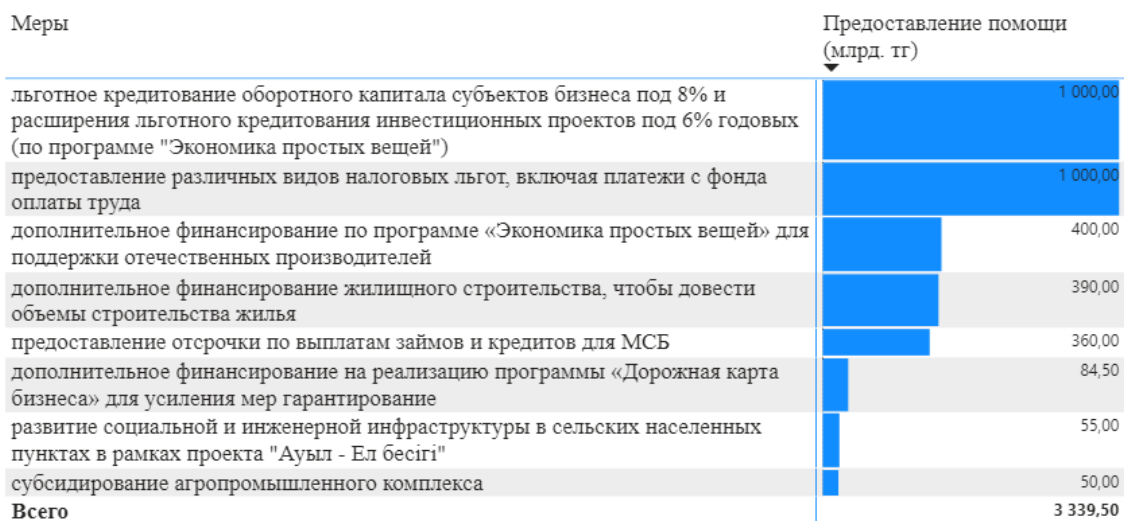 Меры
Предоставление помощи
(млрд. тг)
льготное кредитование оборотного капитала субъектов бизнеса под 8% и
расширения льготного кредитования инвестиционных проектов под 6% годовых
(по программе "Экономика простых вещей")
1 000,00
предоставление различных видов налоговых льгот, включая платежи с фонда
оплаты труда
1 000,00
дополнительное финансирование по программе «Экономика простых вещей» для
поддержки отечественных производителей
400,00
дополнительное финансирование жилищного строительства, чтобы довести
объемы строительства жилья
390,00
предоставление отсрочки по выплатам займов и кредитов для МСБ
360,00
дополнительное финансирование на реализацию программы «Дорожная карта
бизнеса» для усиления мер гарантирование
84,50
развитие социальной и инженерной инфраструктуры в сельских населенных
пунктах в рамках проекта "Ауыл - Ел бесігі"
55,00
субсидирование агропромышленного комплекса
50,00
Всего
3 339,50